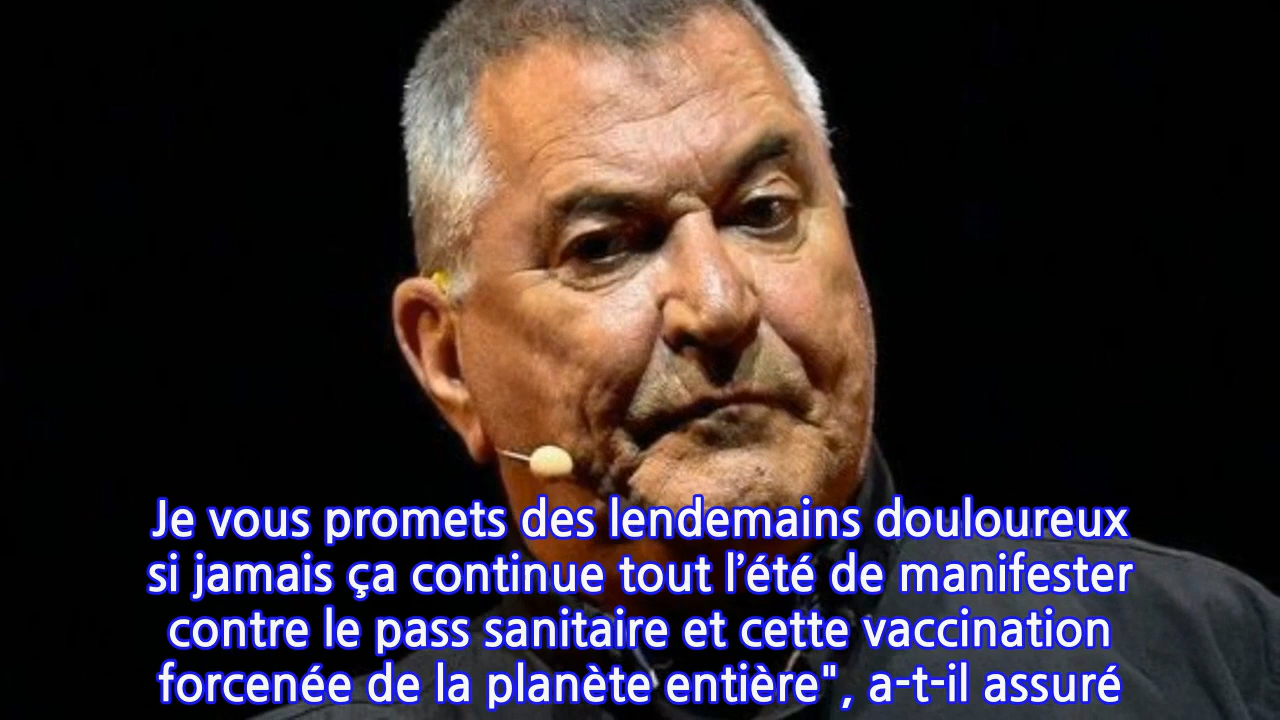 Je vous promets des lendemains douloureux
si jamais ça continue tout l’été de manifester
contre le pass sanitaire et cette vaccination
forcenée de la planète entière", a-t-il assuré